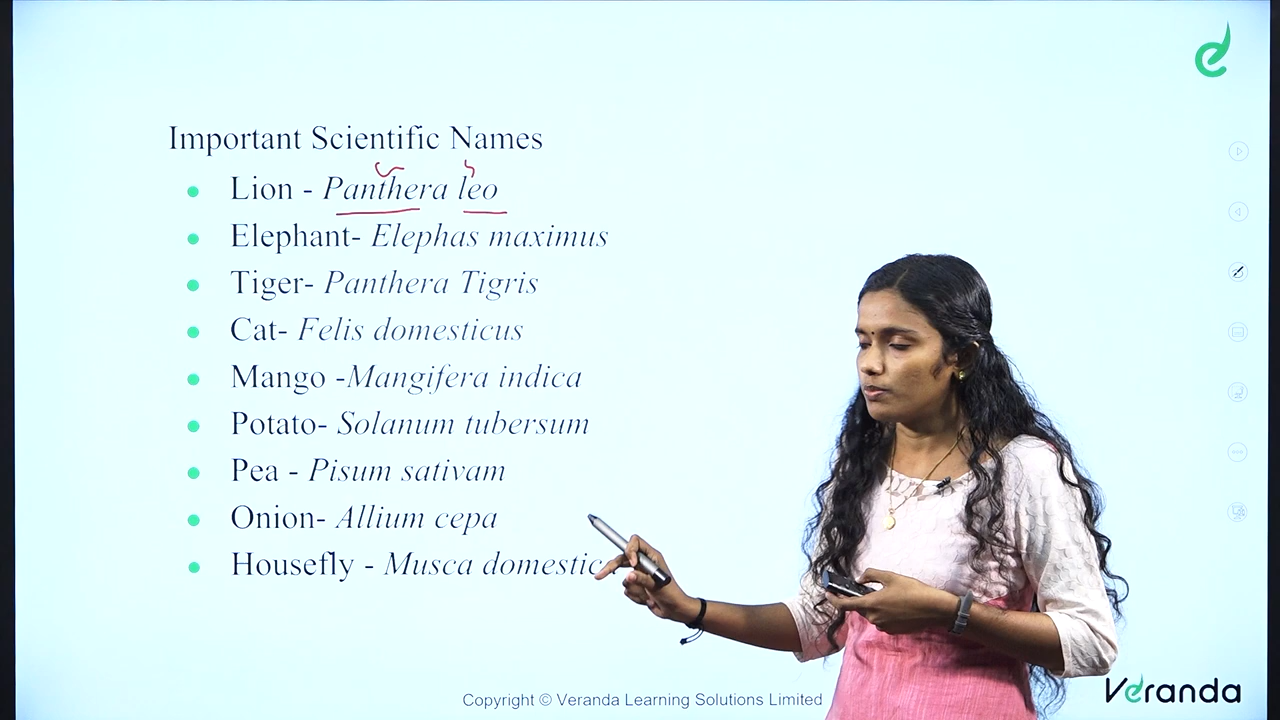 Important Scientific Names
Lion - Panthera leo
Elephant- Elephas maximus
Tiger- Panthera Tigris
Cat- Felis domesticus
Mango -Mangifera indica
Potato- Solanum tubersum
Pea - Pisum sativam
Onion- Allium cepa
Housefly - Musca domestica
Copyright © Veranda Learning Solutions Limited
Veranda